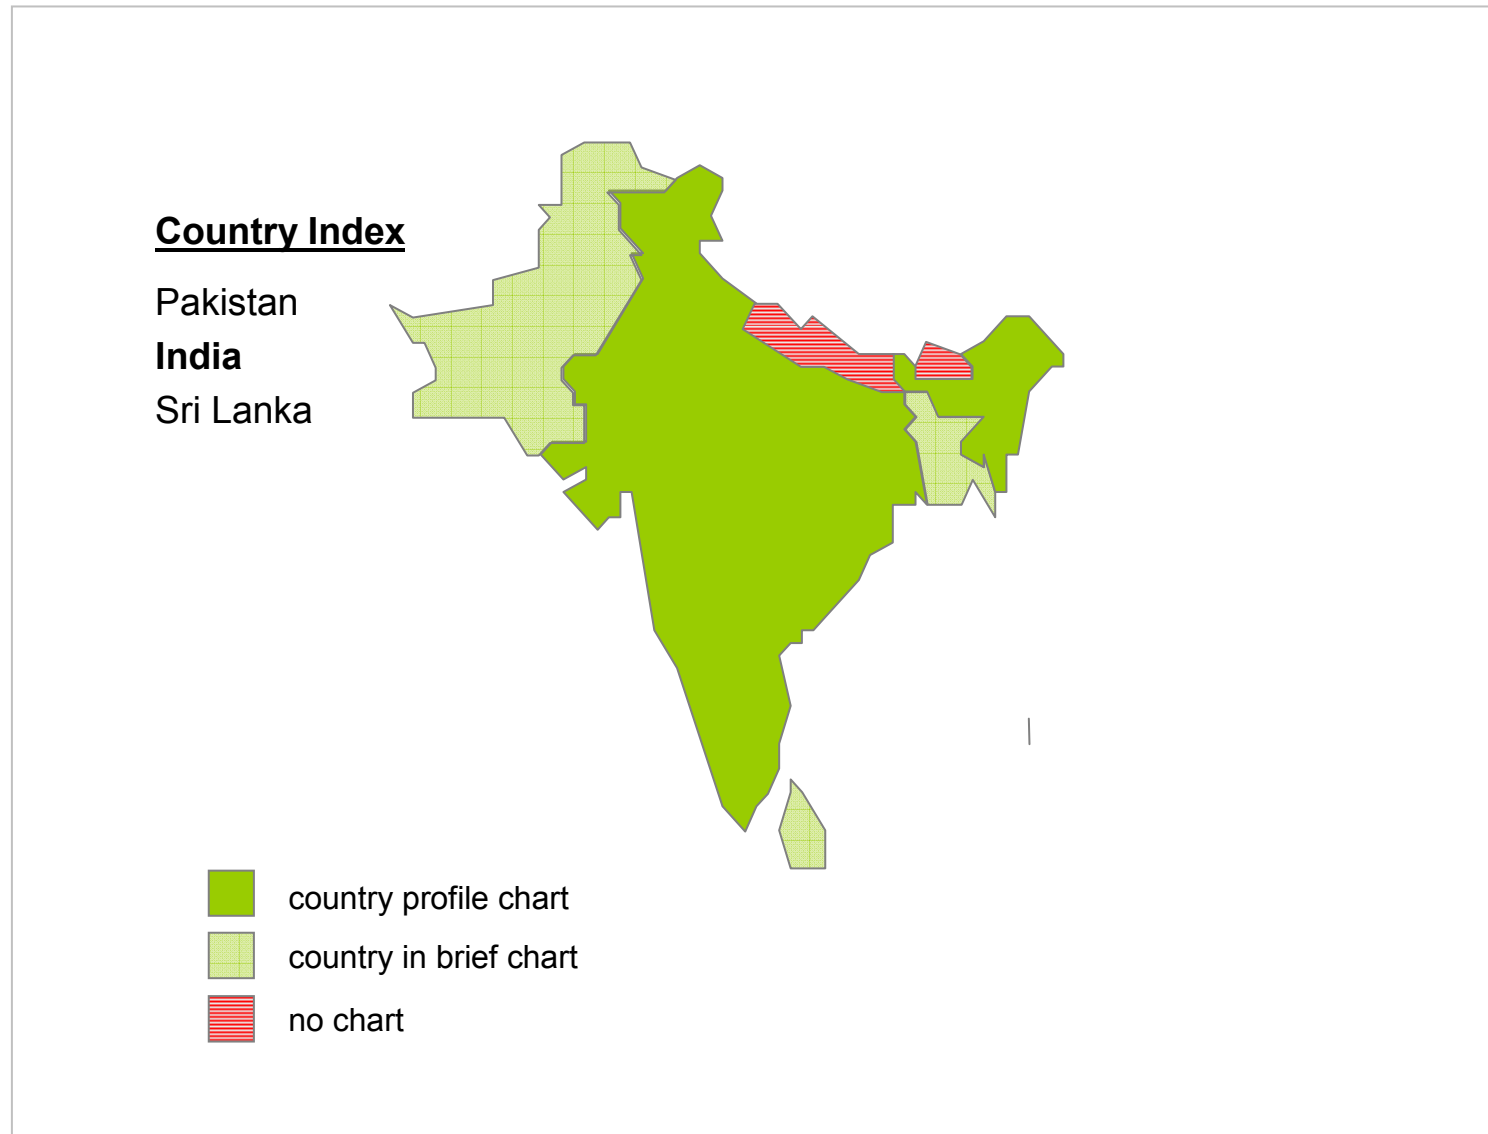 Country Index
Pakistan
India
Sri Lanka
country profile chart
country in brief chart
no chart